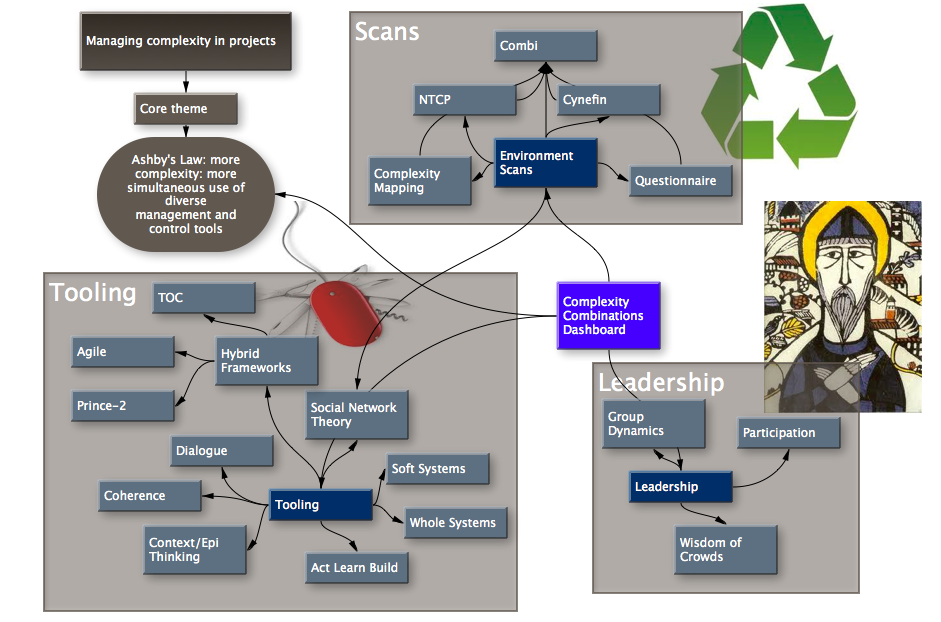 Managing complexity in projects
Core theme
Ashby's Law: more
complexity: more
simultaneous use of
diverse
management and
control tools
Scans
Combi
NTCP
Cynefin
Environment
Scans
Complexity
Mapping
Questionnaire
Complexity
Combinations
Dashboard
Tooling
TOC
Agile
Hybrid
Frameworks
Prince-2
Social Network
Theory
Dialogue
Soft Systems
Coherence
Tooling
Whole Systems
Context/Epi
Thinking
Act Learn Build
Leadership
Group
Dynamics
Participation
Leadership
Wisdom of
Crowds